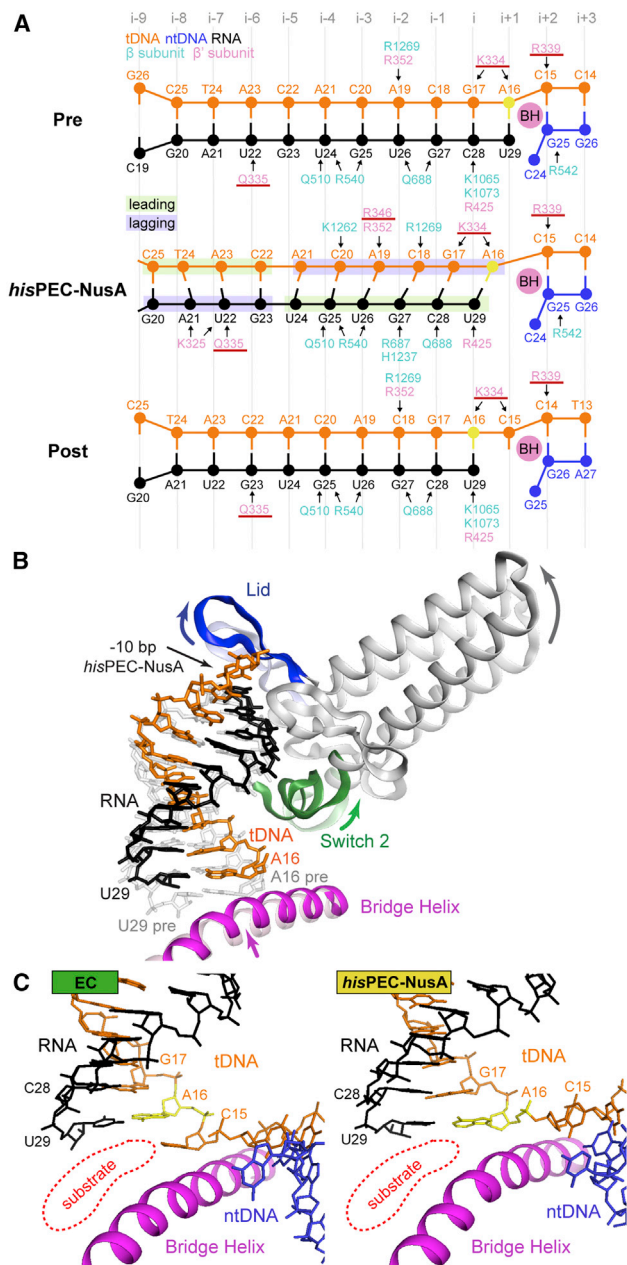 A
i-9 i-8 i-7 i-6 i-5 i-4 i-3 i-2 i-1 i i+1 i+2 i+3
tDNA ntDNA RNA
β subunit β' subunit
R1269
R352
K334
R339
G26
C25 T24 A23 C22 A21 C20 A19 C18 G17 A16 C15 C14
Pre
BH
C19 G20 A21 U22 G23 U24 G25 U26 G27 C28 U29 C24 G25 G26
Q335 Q510 R540 Q688 K1065
K1073
R425
R542
leading
lagging
K1262
R346
R352
R1269
K334
R339
C25 T24 A23 C22 A21 C20 A19 C18 G17 A16 C15 C14
hisPEC-NusA
BH
G20 A21 U22 G23 U24 G25 U26 G27 C28 U29 C24 G25 G26
K325 Q335 Q510 R540 R687
H1237
Q688 R425 R542
R1269
R352
K334
R339
C25 T24 A23 C22 A21 C20 A19 C18 G17 A16 C15 C14 T13
Post
BH
G20 A21 U22 G23 U24 G25 U26 G27 C28 U29 G25 G26 A27
Q335 Q510 R540 Q688 K1065
K1073
R425
B
Lid
-10 bp
hisPEC-NusA
RNA
tDNA
Switch 2
A16
A16 pre
U29
U29 pre
Bridge Helix
C
EC
RNA
tDNA
G17
C28
A16
C15
U29
substrate
ntDNA
Bridge Helix
hisPEC-NusA
RNA
tDNA
G17
C28
A16
C15
U29
substrate
ntDNA
Bridge Helix